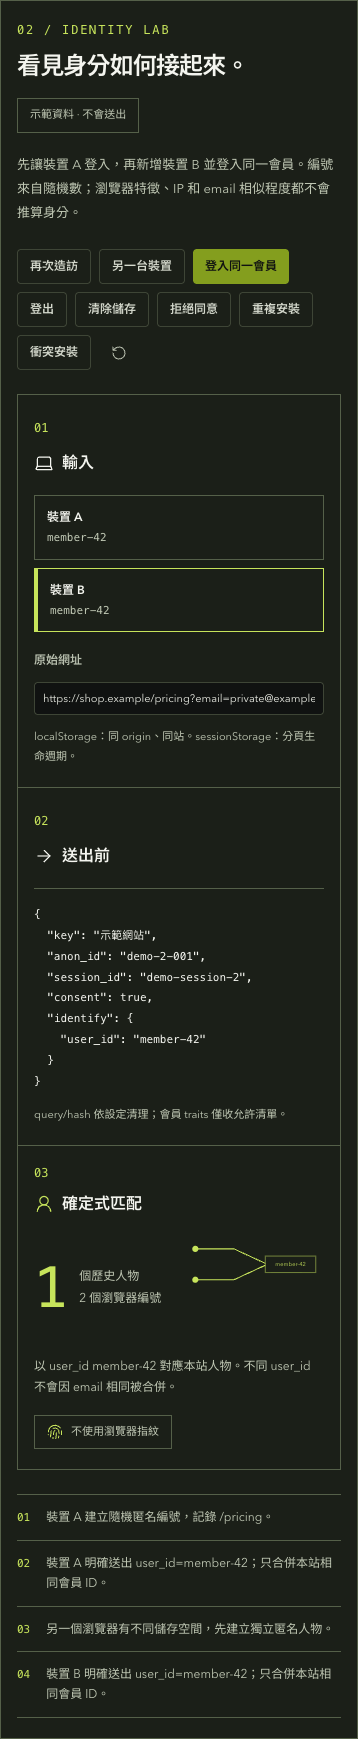 02 / IDENTITY LAB
看見身分如何接起來。
示範資料 · 不會送出
先讓裝置 A 登入，再新增裝置 B 並登入同一會員。編號
來自隨機數；瀏覽器特徵、IP 和 email 相似程度都不會
推算身分。
再次造訪
另一台裝置
登入同一會員
登出
清除儲存
拒絕同意
重複安裝
衝突安裝
01
輸入
裝置 A
member-42
裝置 B
member-42
原始網址
https://shop.example/pricing?email=private@example
localStorage：同 origin、同站。sessionStorage：分頁生
命週期。
02
送出前
{
"key": "示範網站",
"anon_id": "demo-2-001",
"session_id": "demo-session-2",
"consent": true,
"identify": {
"user_id": "member-42"
}
}
query/hash 依設定清理；會員 traits 僅收允許清單。
03
確定式匹配
1
個歷史人物
2 個瀏覽器編號
member-42
以 user_id member-42 對應本站人物。不同 user_id
不會因 email 相同被合併。
不使用瀏覽器指紋
01 裝置 A 建立隨機匿名編號，記錄 /pricing。
02 裝置 A 明確送出 user_id=member-42；只合併本站相
同會員 ID。
03 另一個瀏覽器有不同儲存空間，先建立獨立匿名人物。
04 裝置 B 明確送出 user_id=member-42；只合併本站相
同會員 ID。